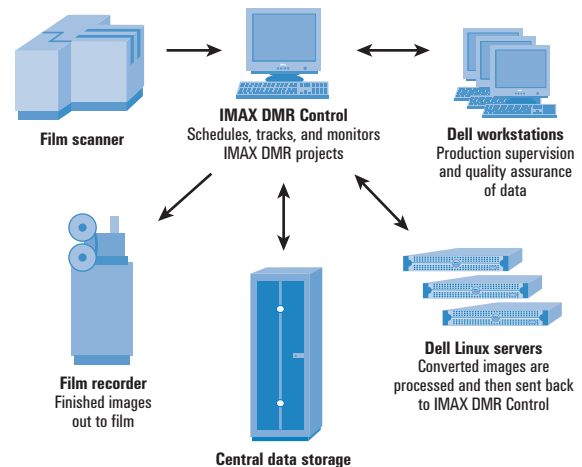 Film scanner
IMAX DMR Control
Schedules, tracks, and monitors
IMAX DMR projects
Dell workstations
Production supervision
and quality assurance
of data
Film recorder
Finished images
out to film
Central data storage
Dell Linux servers
Converted images are
processed and then sent back
to IMAX DMR Control